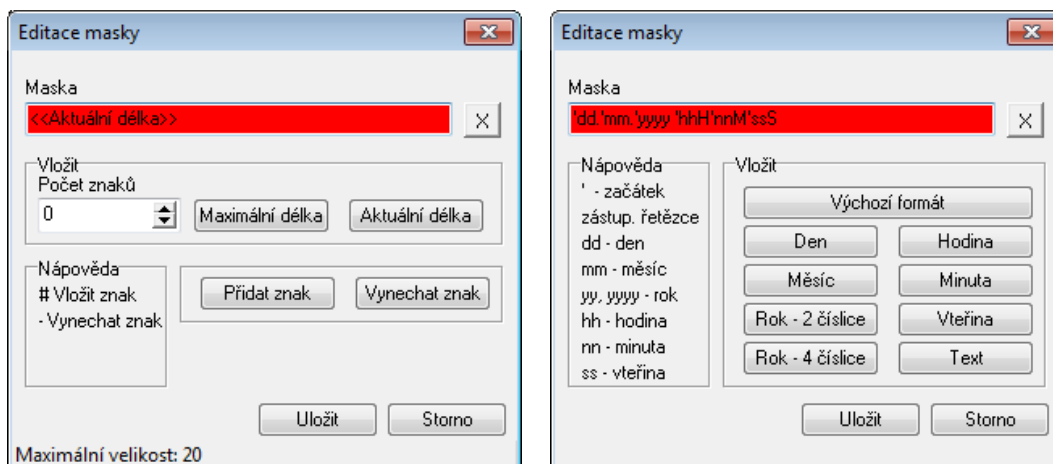 Editace masky
Maska
<<Aktuální délka>>
X
Vložit
Počet znaků
0
Maximální délka
Aktuální délka
Nápověda
# Vložit znak
- Vynechat znak
Přidat znak
Vynechat znak
Uložit
Storno
Maximální velikost: 20
Editace masky
Maska
'dd.'mm.'yyyy 'hhH'nnM'ssS
X
Nápověda
' - začátek
zástup. řetězce
dd - den
mm - měsíc
yy, yyyy - rok
hh - hodina
nn - minuta
ss - vteřina
Vložit
Výchozí formát
Den
Hodina
Měsíc
Minuta
Rok - 2 číslice
Vteřina
Rok - 4 číslice
Text
Uložit
Storno